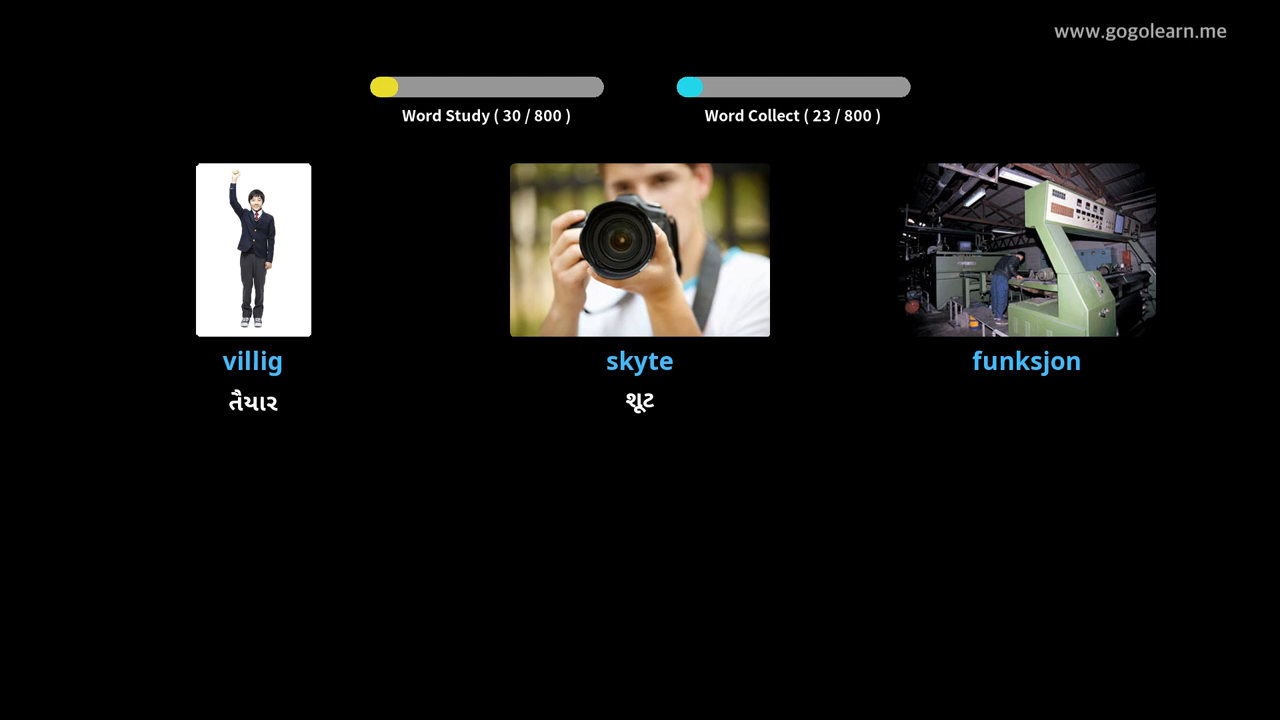 www.gogolearn.me
Word Study ( 30 / 800 )
Word Collect ( 23 / 800 )
villig
skyte
funksjon
તૈયાર
શૂટ